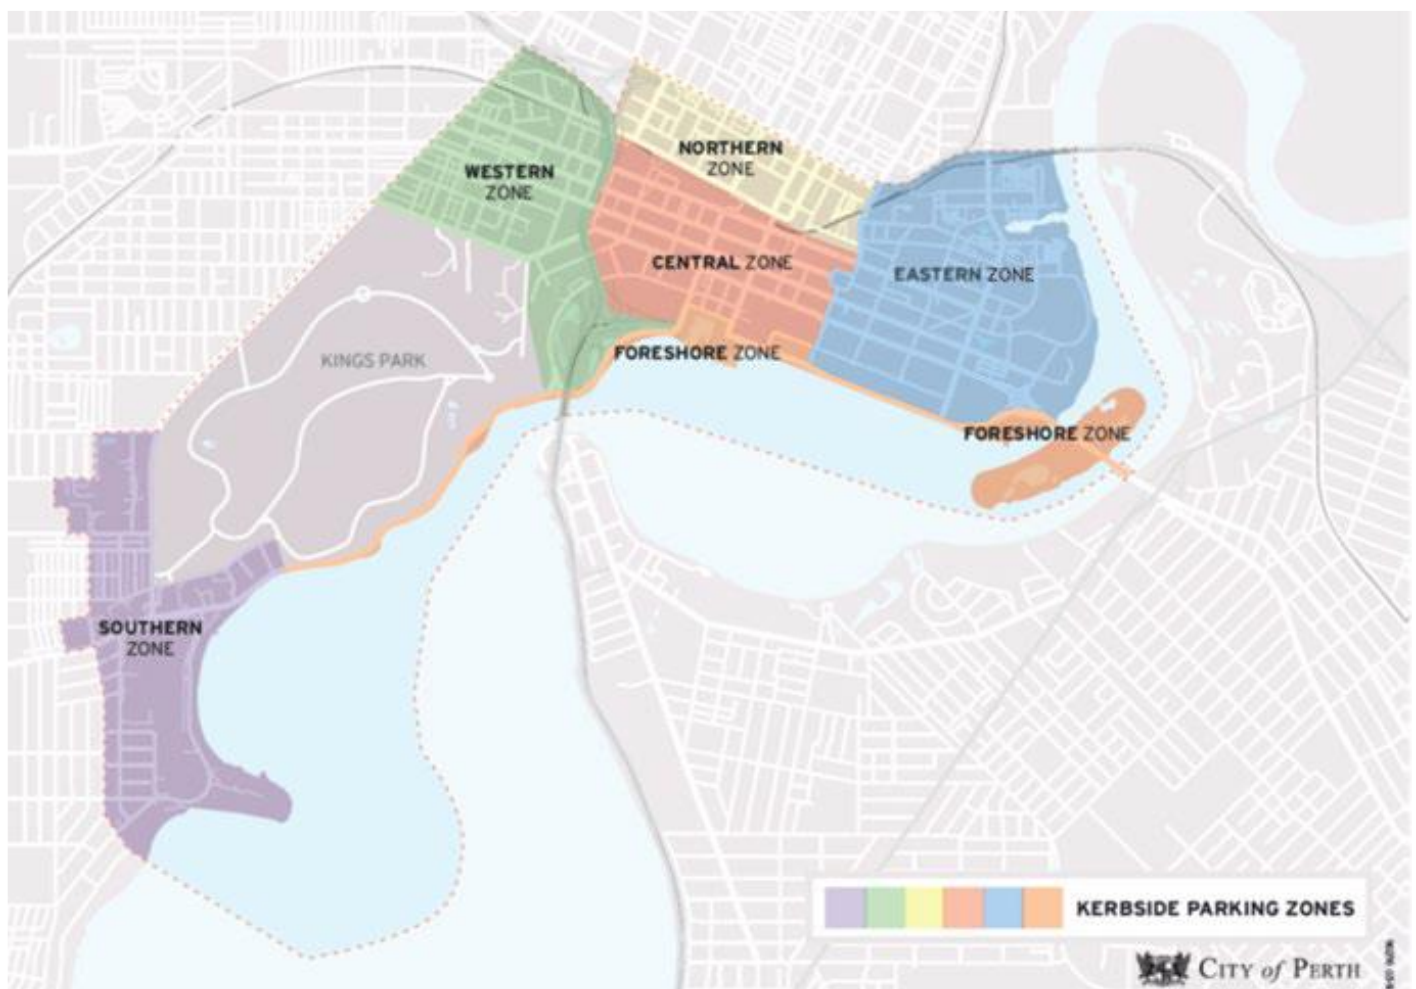 WESTERN
ZONE
NORTHERN
ZONE
CENTRAL ZONE
EASTERN ZONE
KINGS PARK
FORESHORE ZONE
FORESHORE ZONE
SOUTHERN
ZONE
KERBSIDE PARKING ZONES
CITY of PERTH